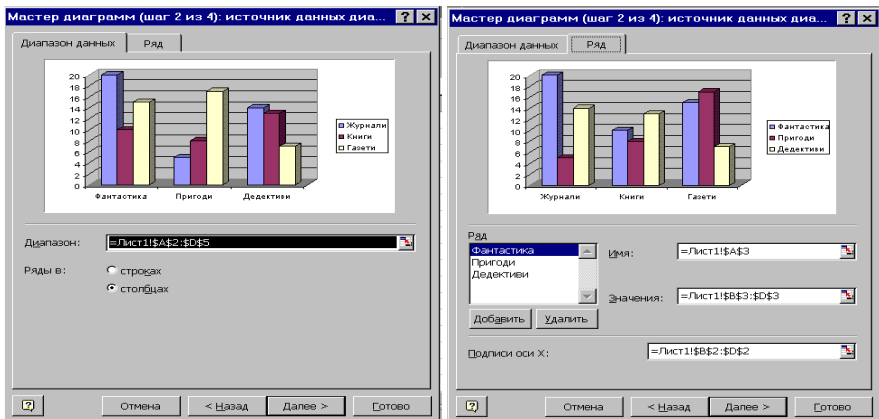 Мастер диаграмм (шаг 2 из 4): источник данных диа...
Диапазон данных
Ряд
20
18
16
14
12
10
8
6
4
2
0
Фантастика
Пригоди
Дедективи
Журнали
Книги
Газети
Диапазон:
=Лист1!$A$2:$D$5
Ряды в:
строках
столбцах
Отмена
< Назад
Далее >
Готово
Мастер диаграмм (шаг 2 из 4): источник данных диа...
Диапазон данных
Ряд
20
18
16
14
12
10
8
6
4
2
0
Журнали
Книги
Газети
Фантастика
Пригоди
Дедективи
Ряд
Фантастика
Пригоди
Дедективи
Имя:
=Лист1!$A$3
Значения:
=Лист1!$B$3:$D$3
Добавить
Удалить
Подписи оси X:
=Лист1!$B$2:$D$2
Отмена
< Назад
Далее >
Готово